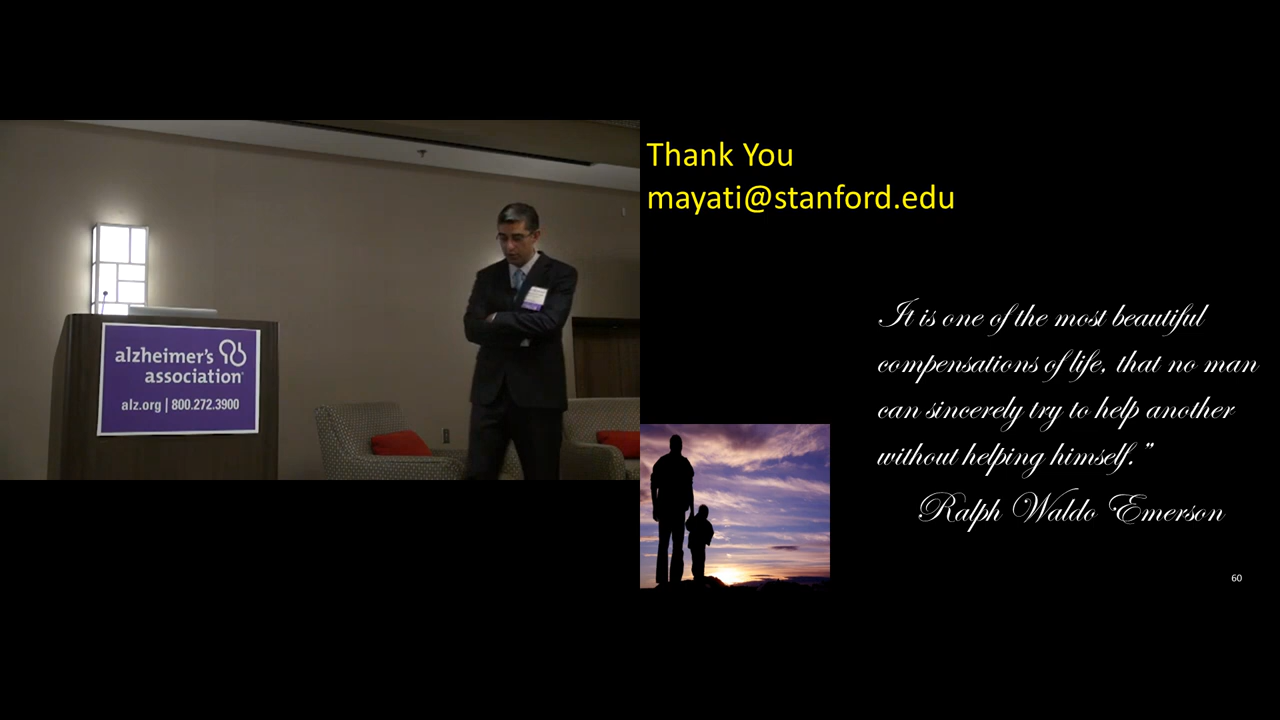 Thank You
mayati@stanford.edu
alzheimer's
association
alz.org | 800.272.3900
It is one of the most beautiful
compensations of life, that no man
can sincerely try to help another
without helping himself."
Ralph Waldo Emerson
60